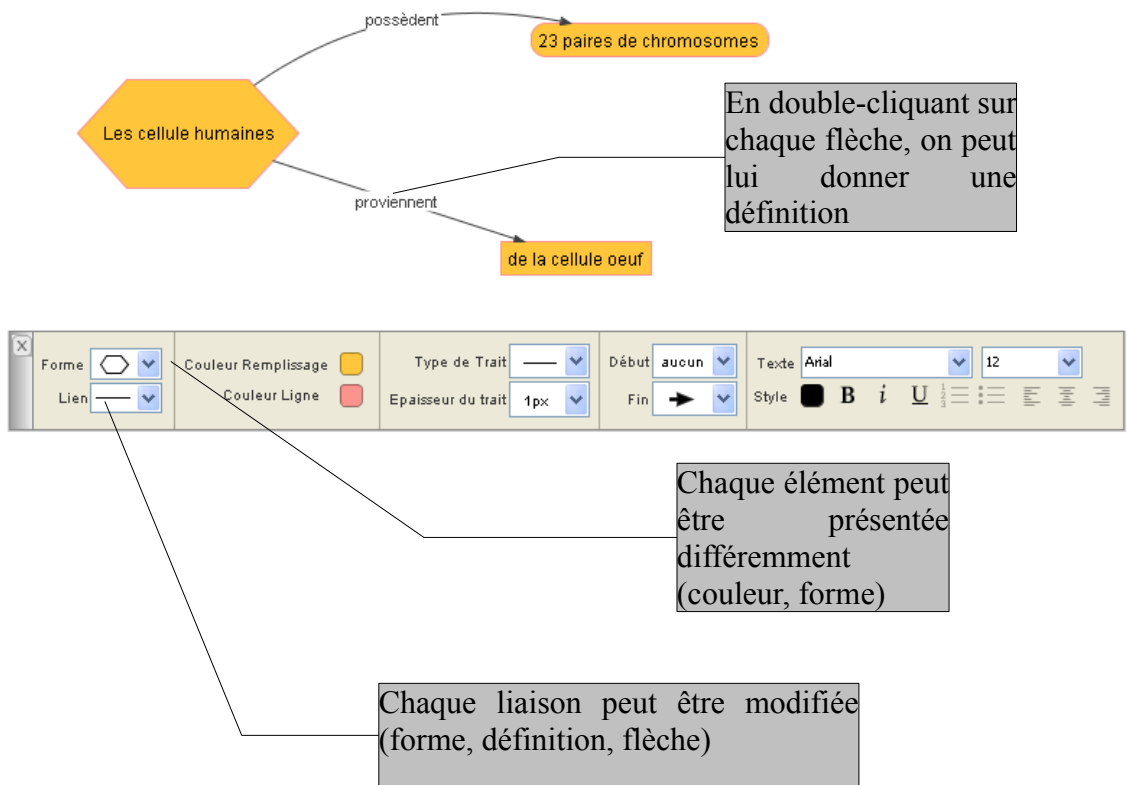 possèdent
23 paires de chromosomes
Les cellule humaines
En double-cliquant sur
chaque flèche, on peut
lui donner une
définition
proviennent
de la cellule oeuf
Forme
Lien
Couleur Remplissage
Couleur Ligne
Type de Trait
Epaisseur du trait 1px
Début aucun
Fin
Texte Arial 12
Style B i U
Chaque élément peut
être présentée
différemment
(couleur, forme)
Chaque liaison peut être modifiée
(forme, définition, flèche)